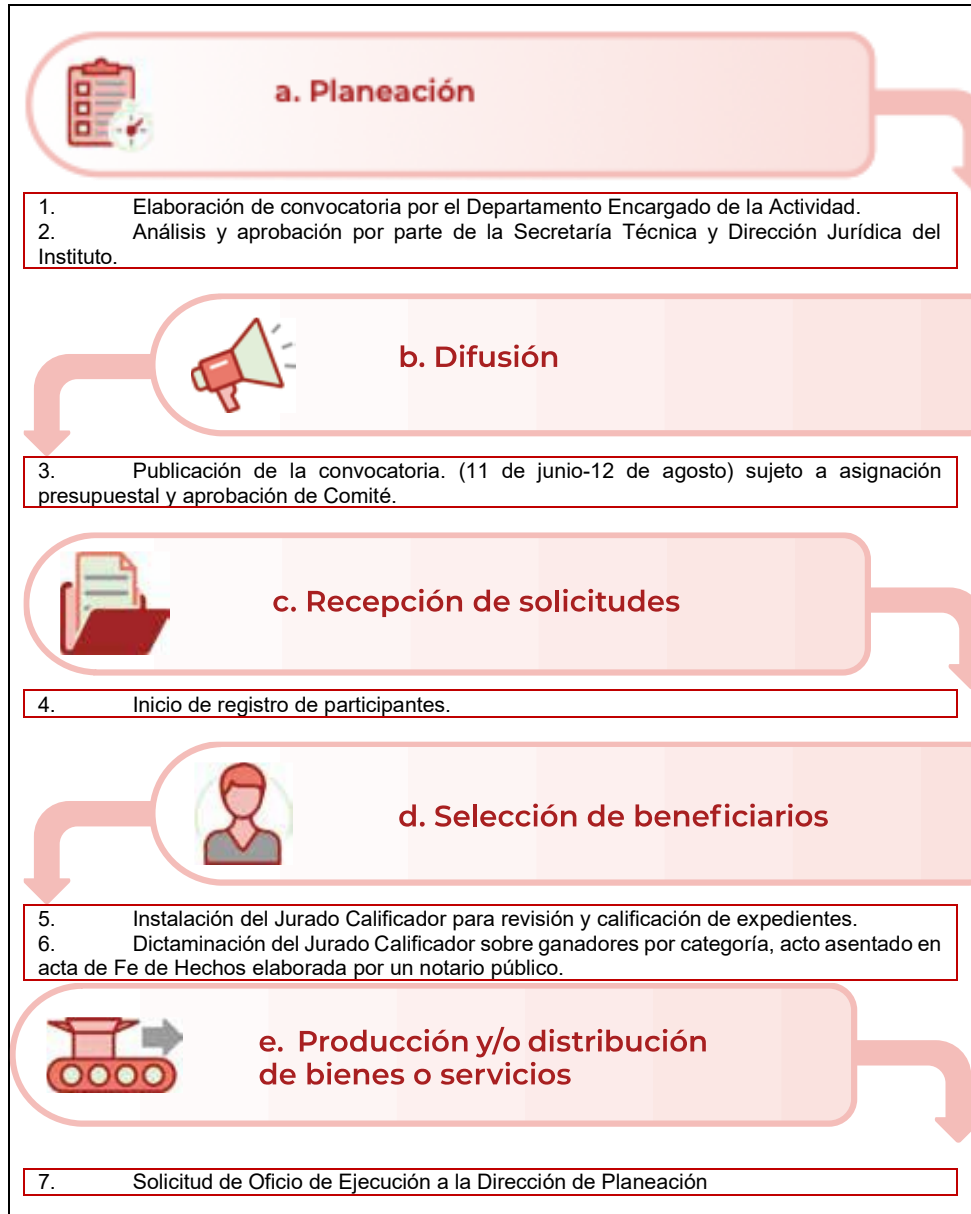 a. Planeación
1. Elaboración de convocatoria por el Departamento Encargado de la Actividad.
2. Análisis y aprobación por parte de la Secretaría Técnica y Dirección Jurídica del
Instituto.
b. Difusión
3. Publicación de la convocatoria. (11 de junio-12 de agosto) sujeto a asignación
presupuestal y aprobación de Comité.
c. Recepción de solicitudes
4. Inicio de registro de participantes.
d. Selección de beneficiarios
5. Instalación del Jurado Calificador para revisión y calificación de expedientes.
6. Dictaminación del Jurado Calificador sobre ganadores por categoría, acto asentado en
acta de Fe de Hechos elaborada por un notario público.
e. Producción y/o distribución
de bienes o servicios
7. Solicitud de Oficio de Ejecución a la Dirección de Planeación